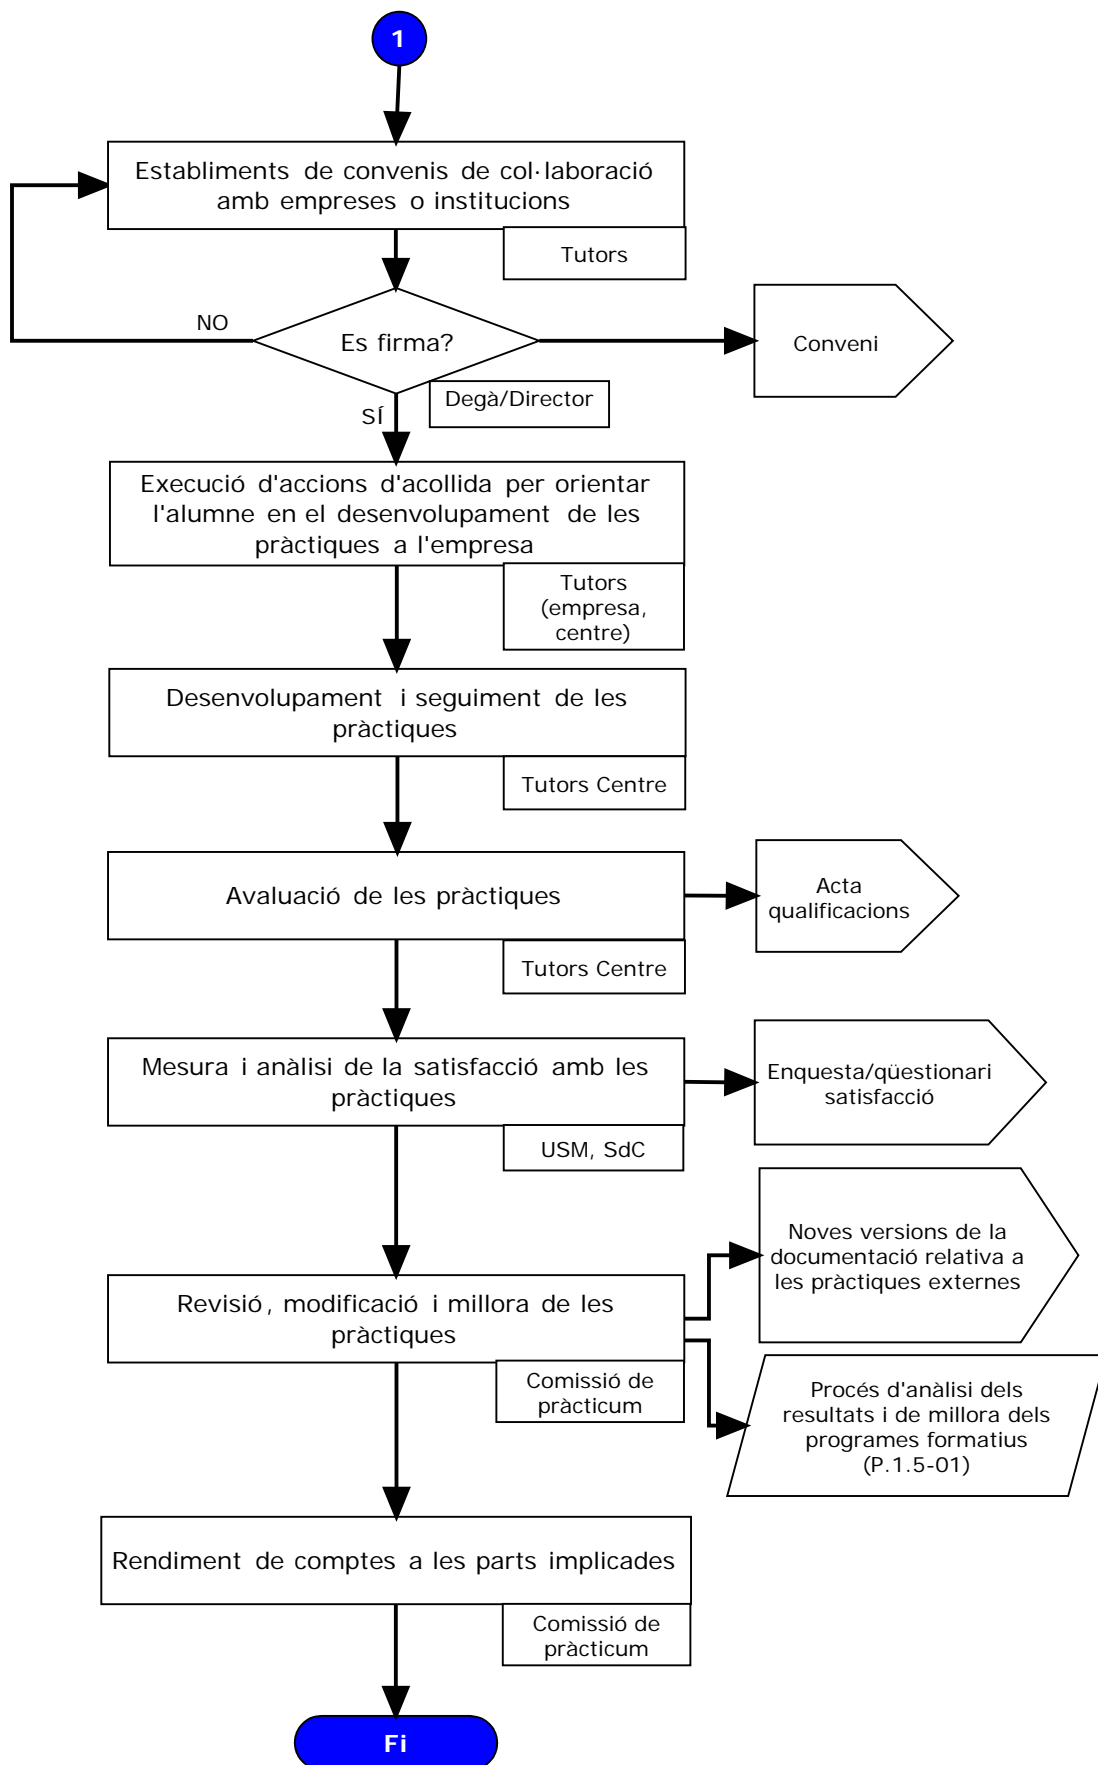 1
Establiments de convenis de col·laboració
amb empreses o institucions
Tutors
NO
Es firma?
Conveni
Degà/Director
SÍ
Execució d'accions d'acollida per orientar
l'alumne en el desenvolupament de les
pràctiques a l'empresa
Tutors
(empresa,
centre)
Desenvolupament i seguiment de les
pràctiques
Tutors Centre
Avaluació de les pràctiques
Acta
qualificacions
Tutors Centre
Mesura i anàlisi de la satisfacció amb les
pràctiques
Enquesta/qüestionari
satisfacció
USM, SdC
Noves versions de la
documentació relativa a
les pràctiques externes
Revisió, modificació i millora de les
pràctiques
Comissió de
pràcticum
Procés d'anàlisi dels
resultats i de millora dels
programes formatius
(P.1.5-01)
Rendiment de comptes a les parts implicades
Comissió de
pràcticum
Fi